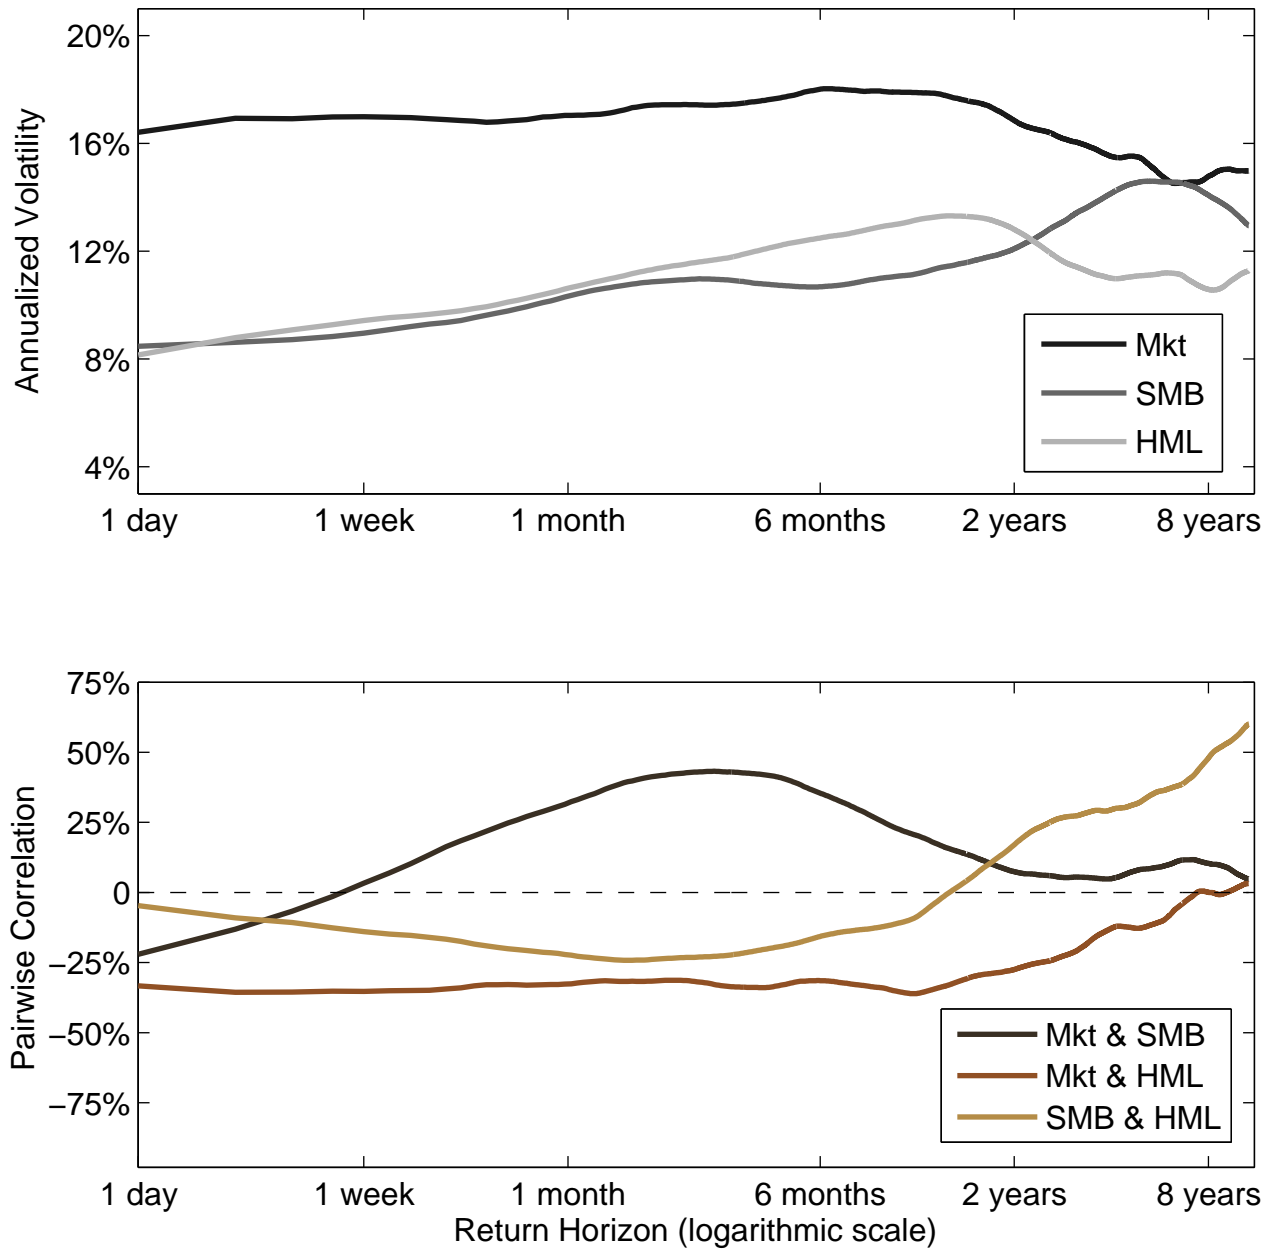 20%
16%
12%
8%
4%
Annualized Volatility
Mkt
SMB
HML
1 day 1 week 1 month 6 months 2 years 8 years
75%
50%
25%
0
−25%
−50%
−75%
Pairwise Correlation
Mkt & SMB
Mkt & HML
SMB & HML
1 day 1 week 1 month 6 months 2 years 8 years
Return Horizon (logarithmic scale)